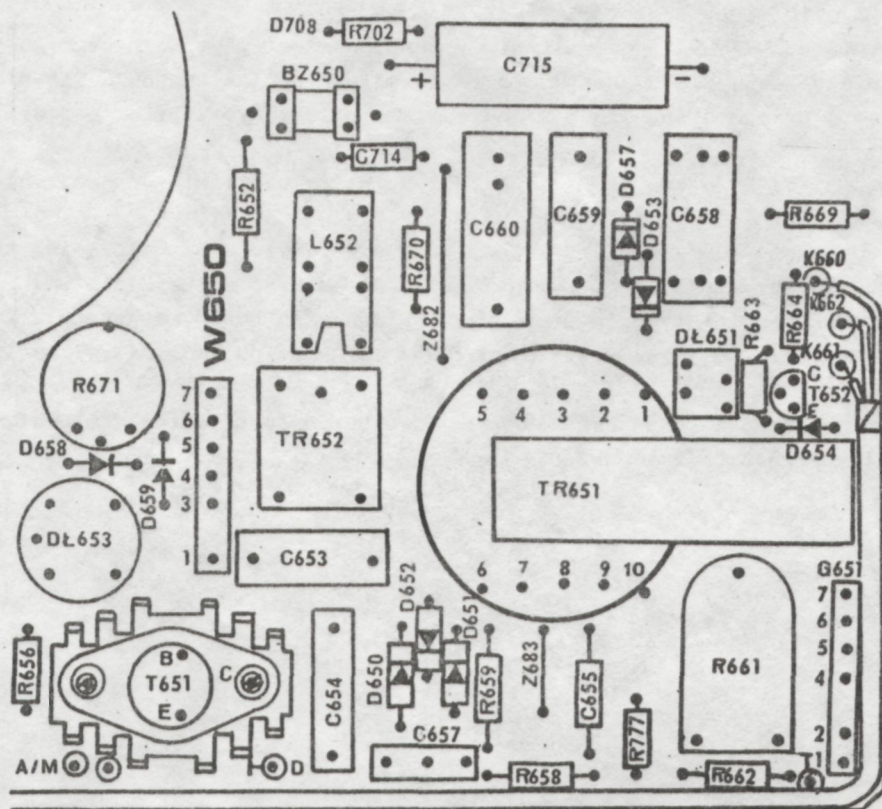 D708
R702
C715
+
-
BZ650
C714
R652
L652
R670
C660
C659
D657
D653
C658
R669
K660
W650
Z682
R664
K662
DŁ651
R663
K661
R671
7
6
5
4
3
1
TR652
5
4
3
2
1
C
T652
E
D658
D659
D654
TR651
DŁ653
C653
D652
D651
6
7
8
9
10
G651
7
6
5
4
2
1
R656
B
T651
C
E
C654
D650
R659
Z683
C655
R661
C657
R777
A/M
D
R658
R662